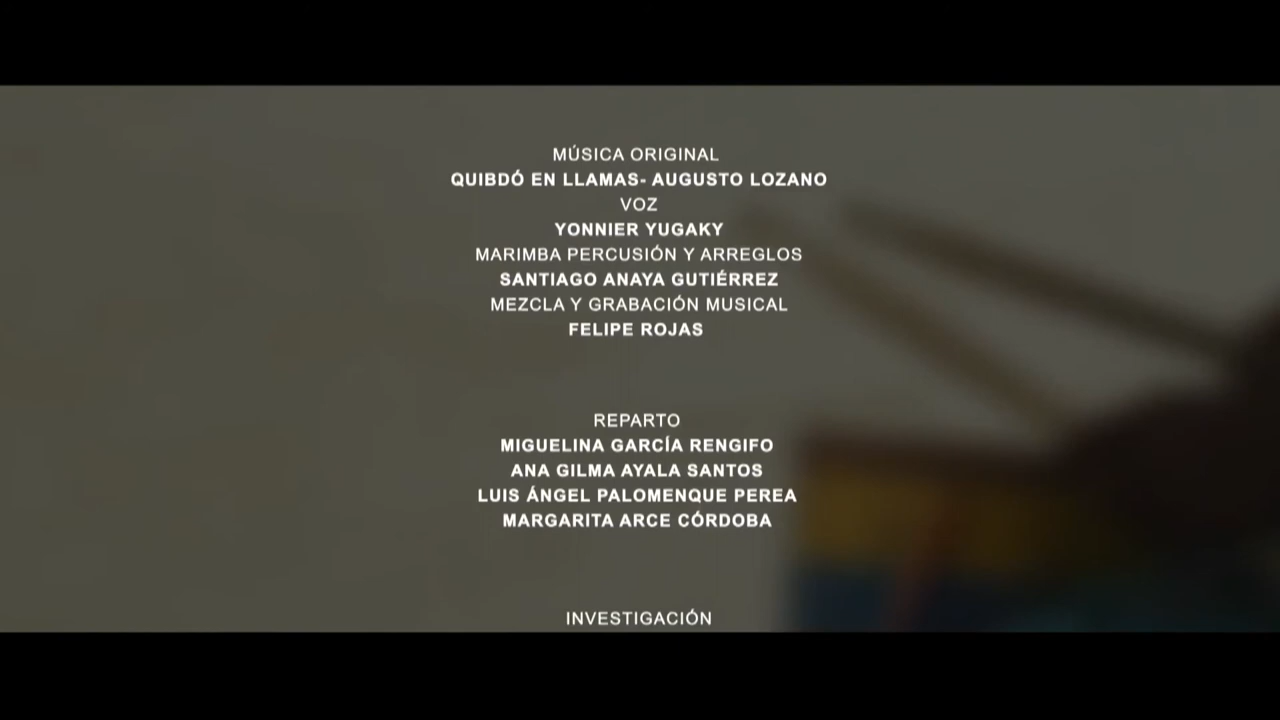 MÚSICA ORIGINAL
QUIBDÓ EN LLAMAS- AUGUSTO LOZANO
VOZ
YONNIER YUGAKY
MARIMBA PERCUSIÓN Y ARREGLOS
SANTIAGO ANAYA GUTIÉRREZ
MEZCLA Y GRABACIÓN MUSICAL
FELIPE ROJAS
REPARTO
MIGUELINA GARCÍA RENGIFO
ANA GILMA AYALA SANTOS
LUIS ÁNGEL PALOMENQUE PEREA
MARGARITA ARCE CÓRDOBA
INVESTIGACIÓN